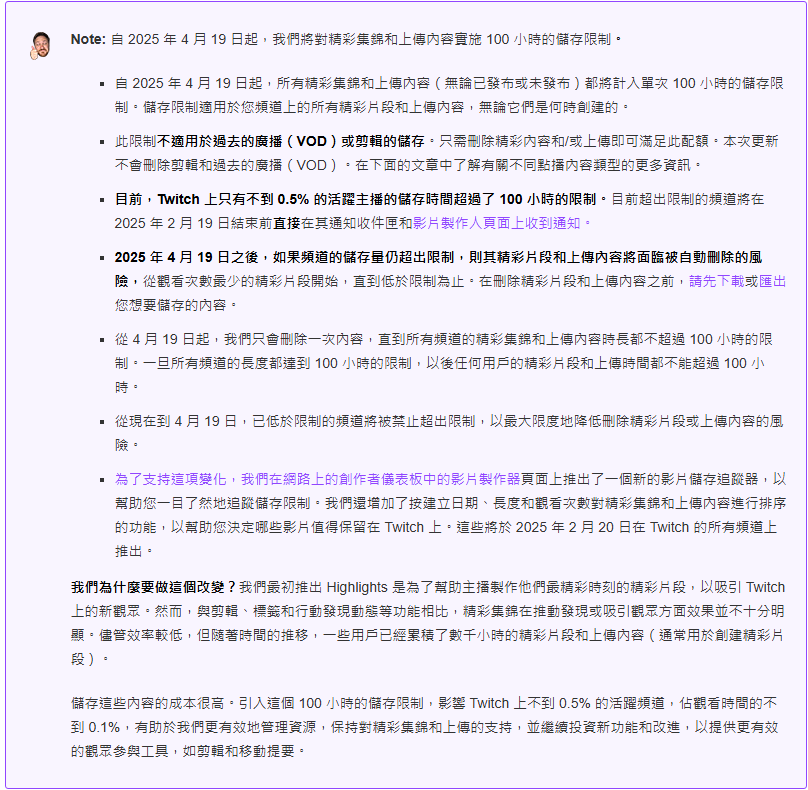 Note: 自 2025 年 4 月 19 日起，我們將對精彩集錦和上傳內容實施 100 小時的儲存限制。
▪ 自 2025 年 4 月 19 日起，所有精彩集錦和上傳內容（無論已發布或未發布）都將計入單次 100 小時的儲存限
制。儲存限制適用於您頻道上的所有精彩片段和上傳內容，無論它們是何時創建的。
▪ 此限制不適用於過去的廣播（VOD）或剪輯的儲存。只需刪除精彩內容和/或上傳即可滿足此配額。本次更新
不會刪除剪輯和過去的廣播（VOD）。在下面的文章中了解有關不同點播內容類型的更多資訊。
▪ 目前，Twitch 上只有不到 0.5% 的活躍主播的儲存時間超過了 100 小時的限制。目前超出限制的頻道將在
2025 年 2 月 19 日結束前直接在其通知收件匣和影片製作人頁面上收到通知。
▪ 2025 年 4 月 19 日之後，如果頻道的儲存量仍超出限制，則其精彩片段和上傳內容將面臨被自動刪除的風
險，從觀看次數最少的精彩片段開始，直到低於限制為止。在刪除精彩片段和上傳內容之前，請先下載或匯出
您想要儲存的內容。
▪ 從 4 月 19 日起，我們只會刪除一次內容，直到所有頻道的精彩集錦和上傳內容時長都不超過 100 小時的限
制。一旦所有頻道的長度都達到 100 小時的限制，以後任何用戶的精彩片段和上傳時間都不能超過 100 小
時。
▪ 從現在到 4 月 19 日，已低於限制的頻道將被禁止超出限制，以最大限度地降低刪除精彩片段或上傳內容的風
險。
▪ 為了支持這項變化，我們在網路上的創作者儀表板中的影片製作器頁面上推出了一個新的影片儲存追蹤器，以
幫助您一目了然地追蹤儲存限制。我們還增加了按建立日期、長度和觀看次數對精彩集錦和上傳內容進行排序
的功能，以幫助您決定哪些影片值得保留在 Twitch 上。這些將於 2025 年 2 月 20 日在 Twitch 的所有頻道上
推出。
我們為什麼要做這個改變？我們最初推出 Highlights 是為了幫助主播製作他們最精彩時刻的精彩片段，以吸引 Twitch
上的新觀眾。然而，與剪輯、標籤和行動發現動態等功能相比，精彩集錦在推動發現或吸引觀眾方面效果並不十分明
顯。儘管效率較低，但隨著時間的推移，一些用戶已經累積了數千小時的精彩片段和上傳內容（通常用於創建精彩片
段）。
儲存這些內容的成本很高。引入這個 100 小時的儲存限制，影響 Twitch 上不到 0.5% 的活躍頻道，佔觀看時間的不
到 0.1%，有助於我們更有效地管理資源，保持對精彩集錦和上傳的支持，並繼續投資新功能和改進，以提供更有效
的觀眾參與工具，如剪輯和移動提要。